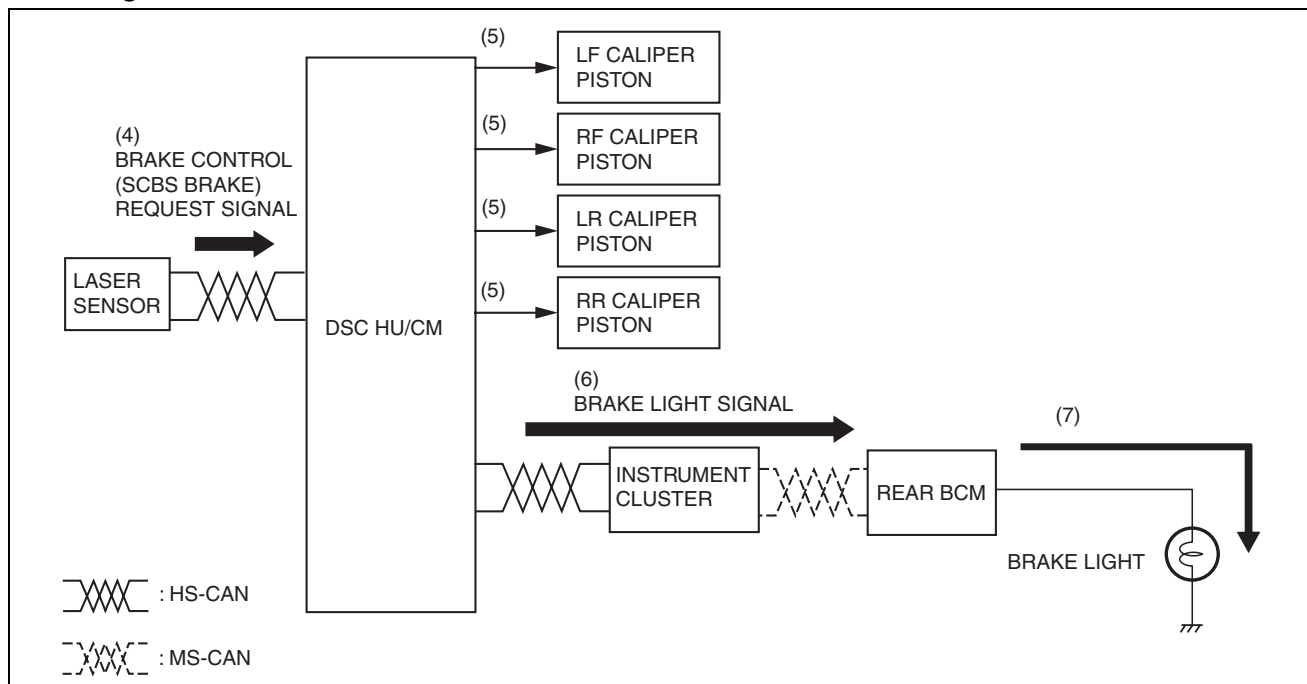 (5)
LF CALIPER
PISTON
(4)
BRAKE CONTROL
(SCBS BRAKE)
REQUEST SIGNAL
(5)
RF CALIPER
PISTON
(5)
LR CALIPER
PISTON
LASER
SENSOR
DSC HU/CM
(5)
RR CALIPER
PISTON
(6)
BRAKE LIGHT SIGNAL
(7)
INSTRUMENT
CLUSTER
REAR BCM
BRAKE LIGHT
: HS-CAN
: MS-CAN